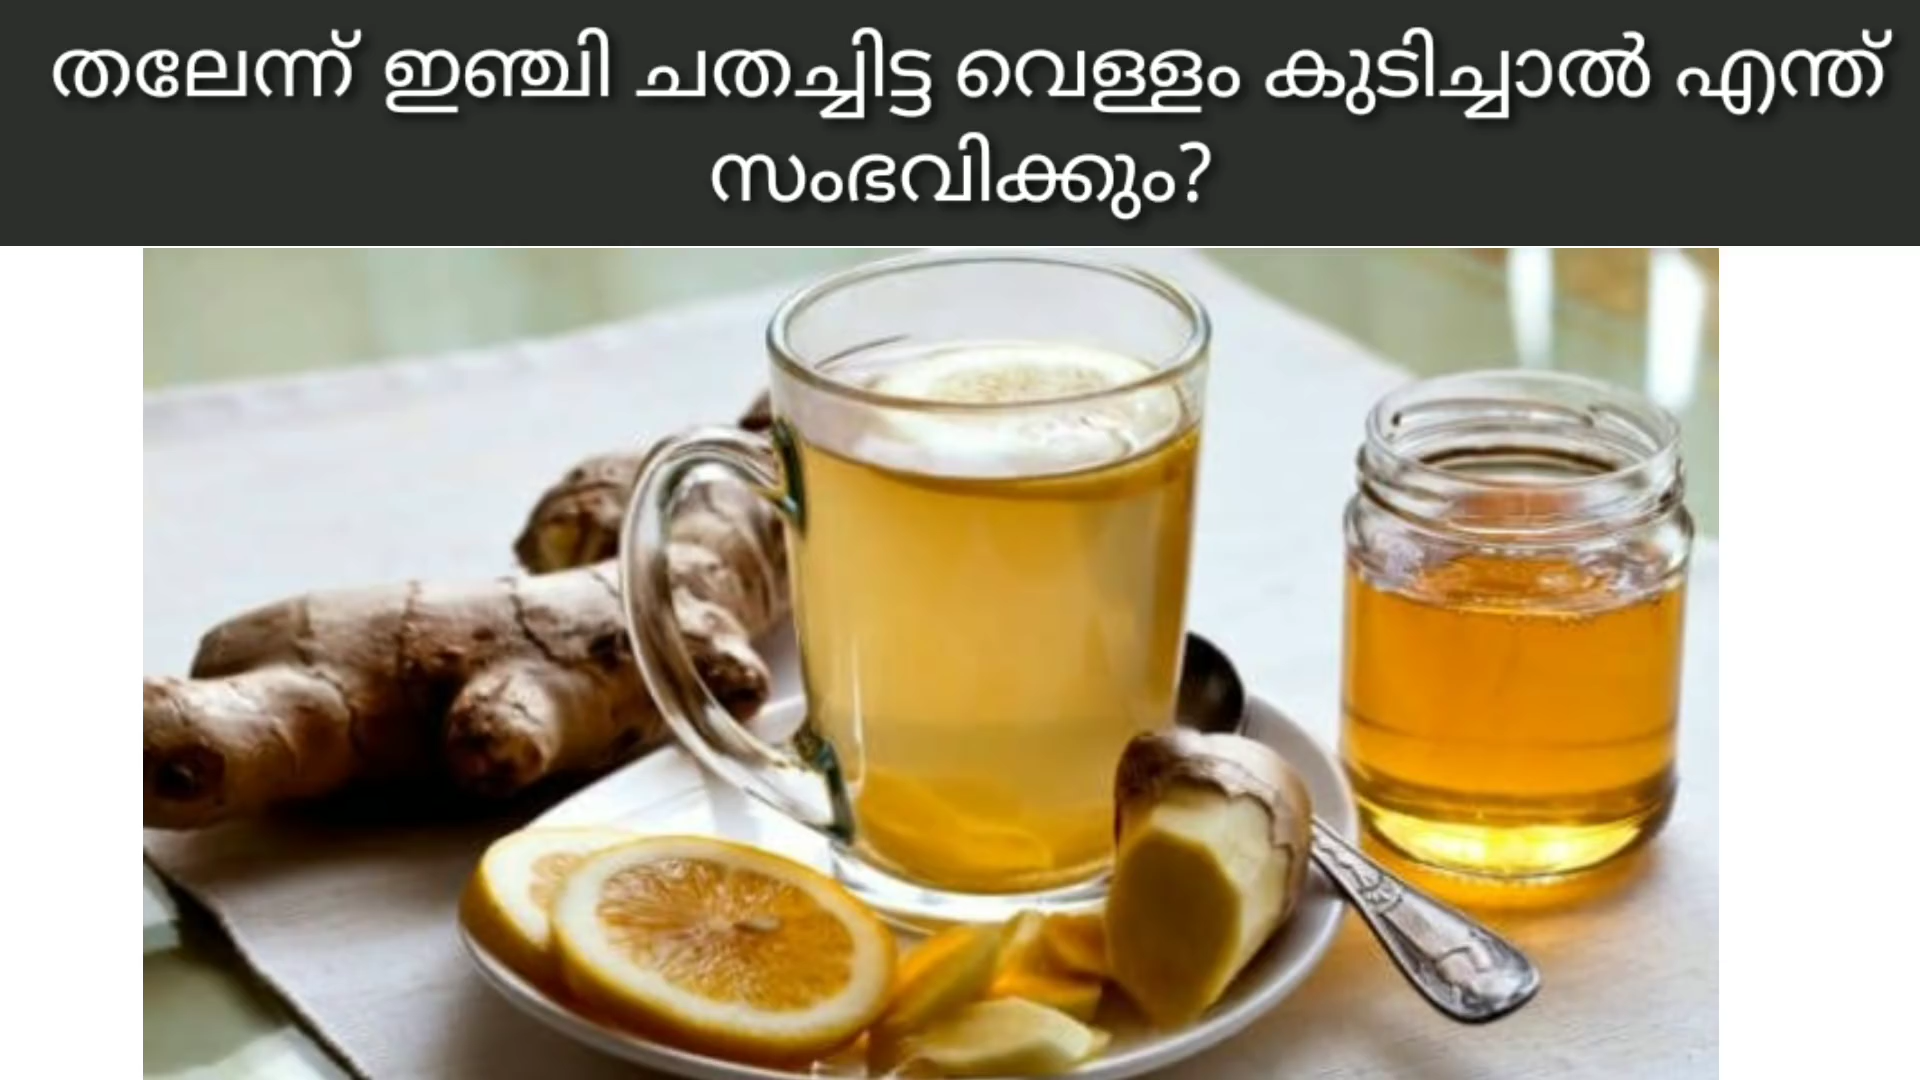 തലേന്ന് ഇഞ്ചി ചതച്ചിട്ട വെള്ളം കുടിച്ചാൽ എന്ത്
സംഭവിക്കും?